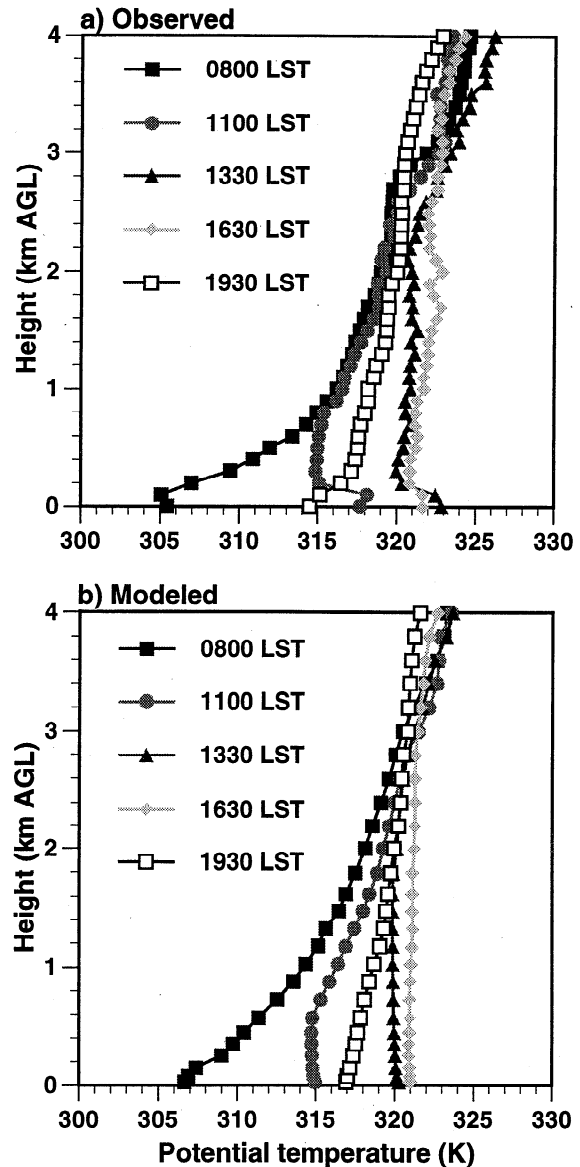 a) Observed
4
3
2
1
0
Height (km AGL)
0800 LST
1100 LST
1330 LST
1630 LST
1930 LST
300 305 310 315 320 325 330
b) Modeled
4
3
2
1
0
Height (km AGL)
0800 LST
1100 LST
1330 LST
1630 LST
1930 LST
300 305 310 315 320 325 330
Potential temperature (K)